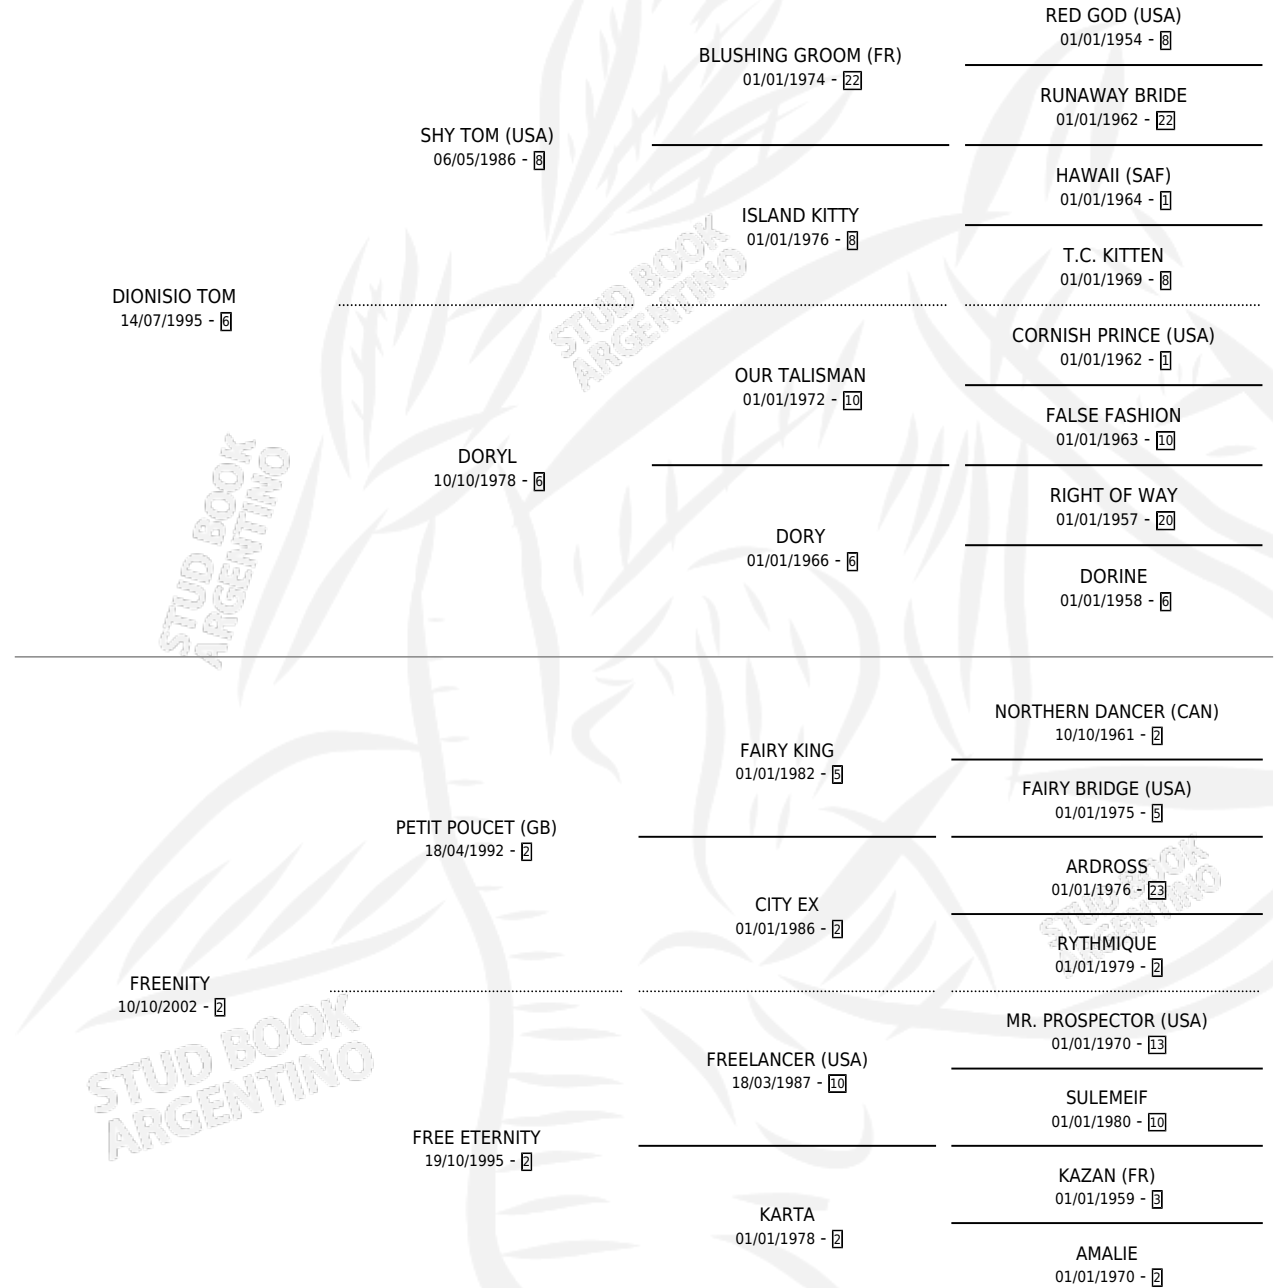 RED GOD (USA)
01/01/1954 - 8
BLUSHING GROOM (FR)
01/01/1974 - 22
RUNAWAY BRIDE
01/01/1962 - 22
SHY TOM (USA)
06/05/1986 - 8
HAWAII (SAF)
01/01/1964 - 1
ISLAND KITTY
01/01/1976 - 8
T.C. KITTEN
01/01/1969 - 8
DIONISIO TOM
14/07/1995 - 6
STUD BOOK
ARGENTINO
CORNISH PRINCE (USA)
01/01/1962 - 1
OUR TALISMAN
01/01/1972 - 10
FALSE FASHION
01/01/1963 - 10
DORYL
10/10/1978 - 6
RIGHT OF WAY
01/01/1957 - 20
DORY
01/01/1966 - 6
DORINE
01/01/1958 - 6
STUD BOOK
ARGENTINO
NORTHERN DANCER (CAN)
10/10/1961 - 2
FAIRY KING
01/01/1982 - 5
FAIRY BRIDGE (USA)
01/01/1975 - 5
PETIT POUCET (GB)
18/04/1992 - 2
ARDROSS
01/01/1976 - 23
CITY EX
01/01/1986 - 2
RYTHMIQUE
01/01/1979 - 2
STUD BOOK
ARGENTINO
FREENITY
10/10/2002 - 2
STUD BOOK
ARGENTINO
MR. PROSPECTOR (USA)
01/01/1970 - 13
FREELANCER (USA)
18/03/1987 - 10
SULEMEIF
01/01/1980 - 10
FREE ETERNITY
19/10/1995 - 2
KAZAN (FR)
01/01/1959 - 3
KARTA
01/01/1978 - 2
AMALIE
01/01/1970 - 2